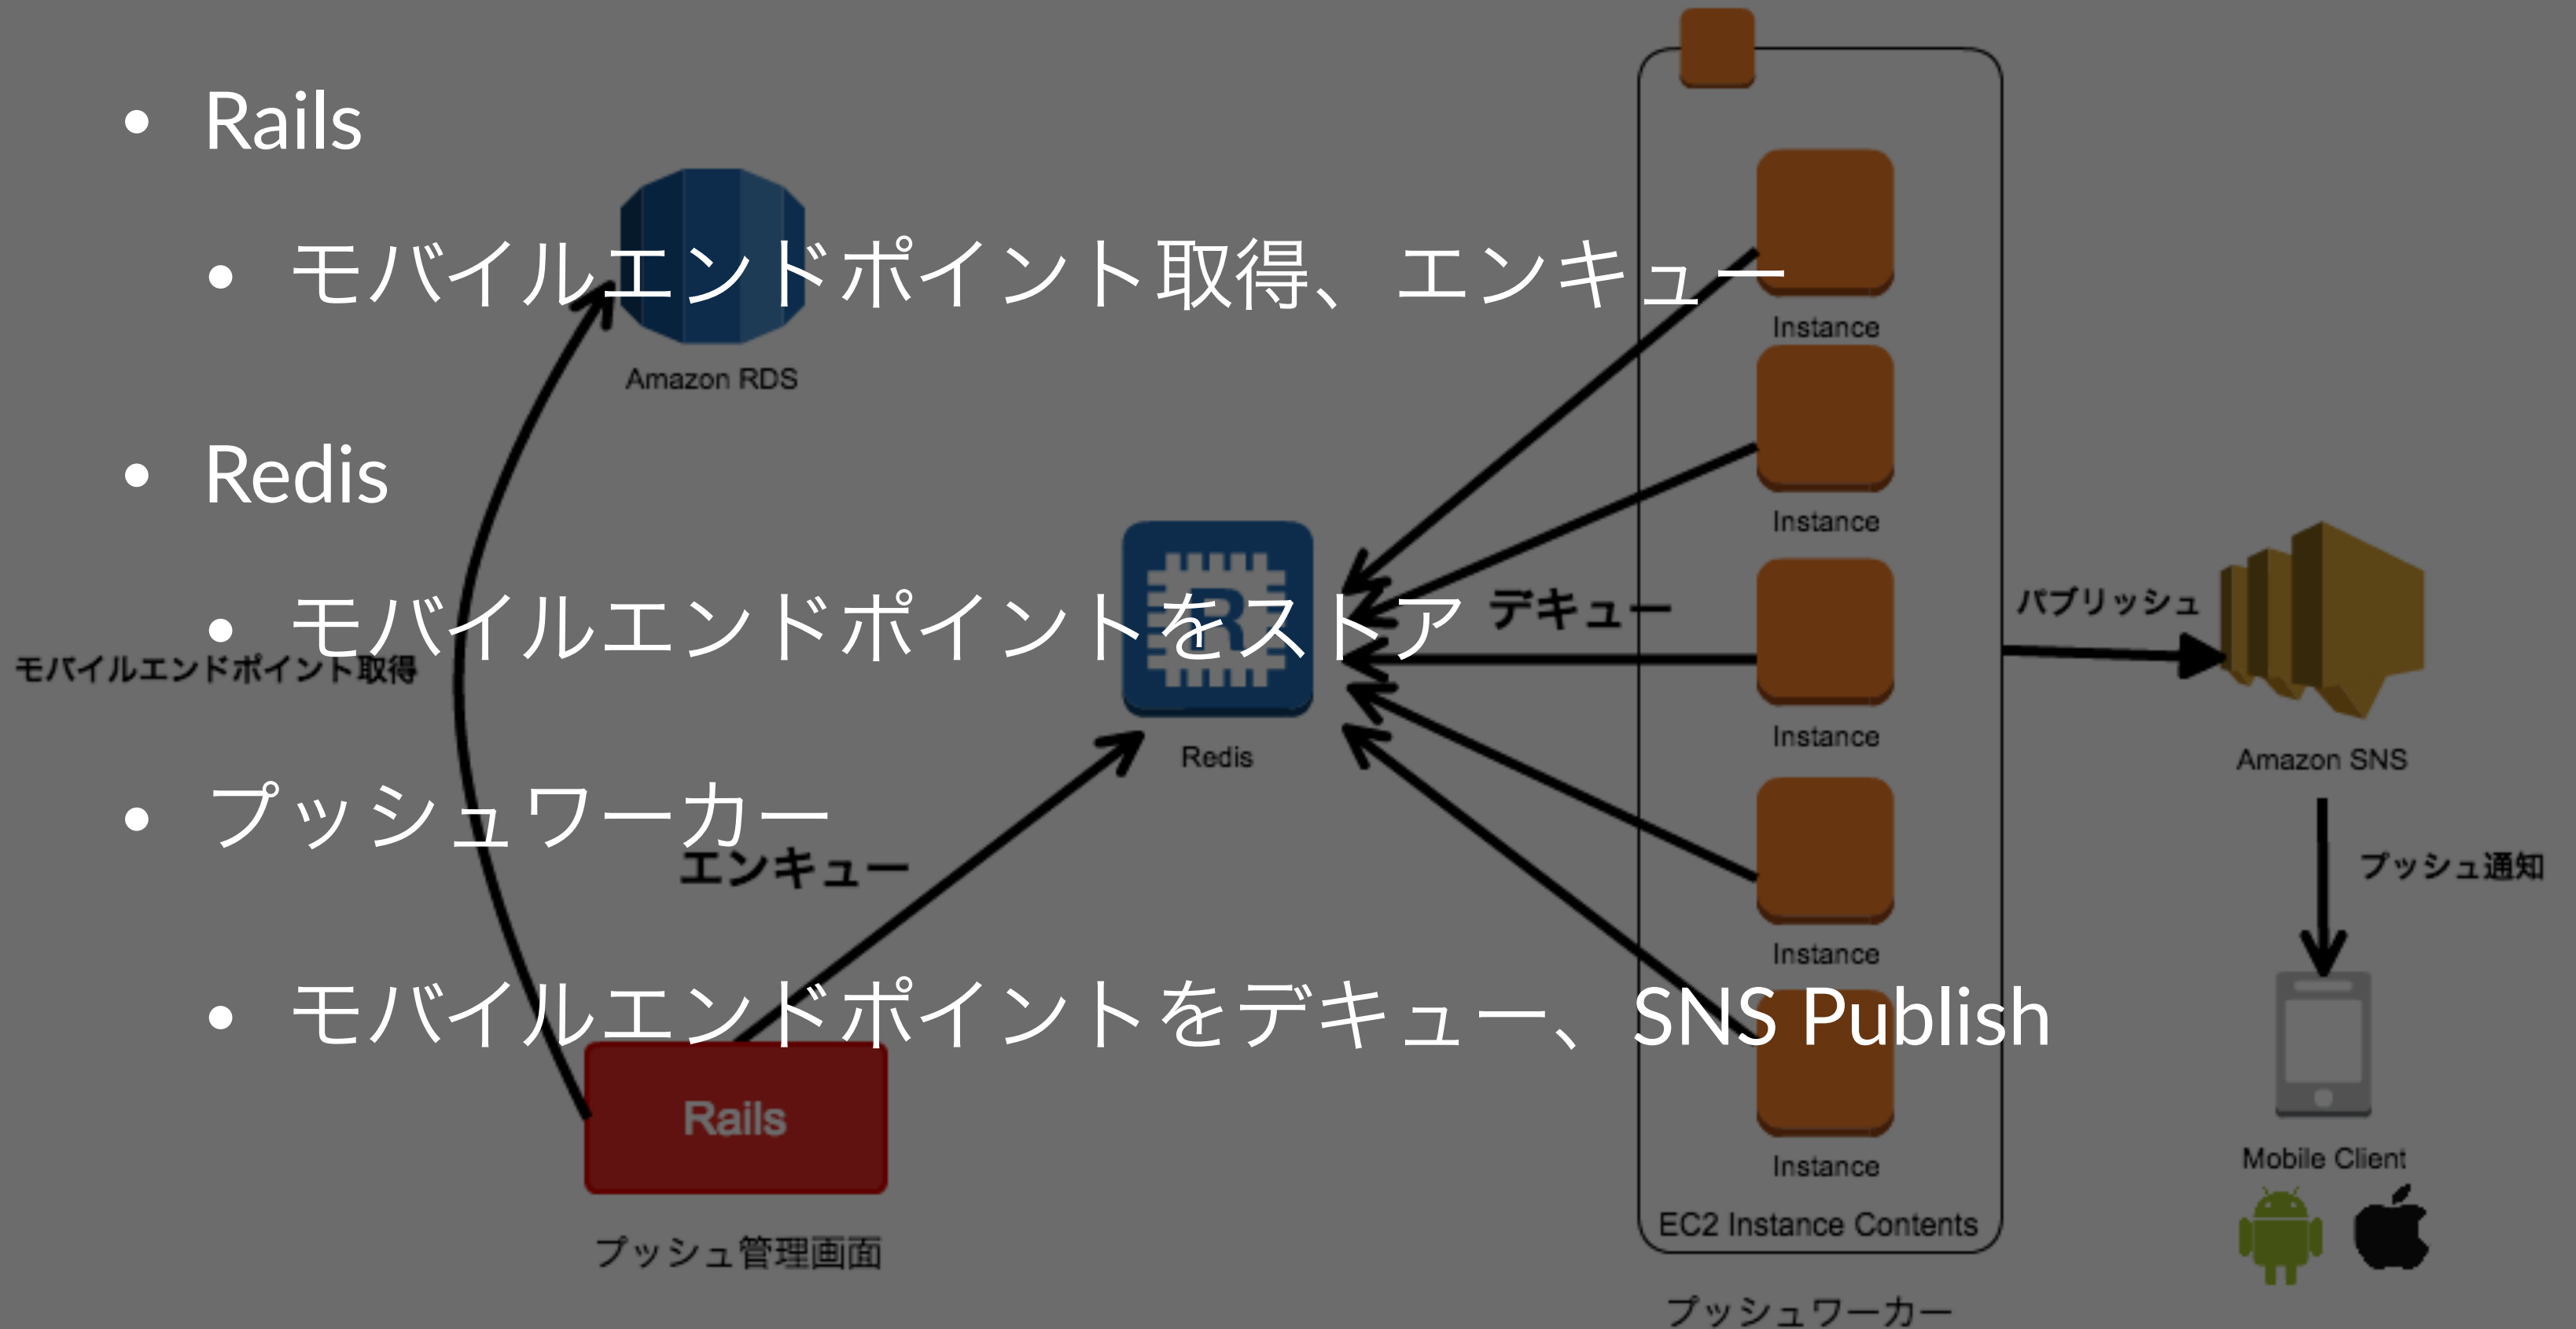 Rails
モバイルエンドポイント取得、エンキュー
Redis
モバイルエンドポイントをストア
プッシュワーカー
モバイルエンドポイントをデキュー、SNS Publish
Amazon RDS
モバイルエンドポイント取得
エンキュー
Rails
プッシュ管理画面
R
Redis
デキュー
Instance
Instance
Instance
Instance
Instance
EC2 Instance Contents
プッシュワーカー
パブリッシュ
Amazon SNS
プッシュ通知
Mobile Client